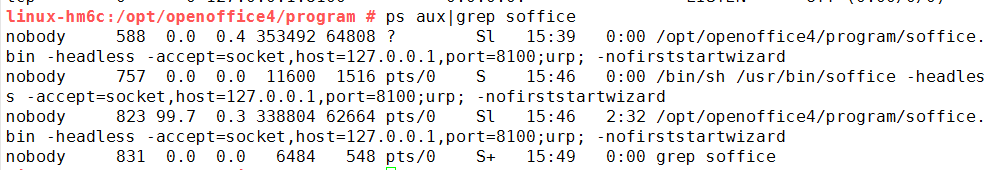 linux-hm6c:/opt/openoffice4/program # ps aux|grep soffice
nobody 588 0.0 0.4 353492 64808 ? Sl 15:39 0:00 /opt/openoffice4/program/soffice.
bin -headless -accept=socket,host=127.0.0.1,port=8100;urp; -nofirststartwizard
nobody 757 0.0 0.0 11600 1516 pts/0 S 15:46 0:00 /bin/sh /usr/bin/soffice -headles
s -accept=socket,host=127.0.0.1,port=8100;urp; -nofirststartwizard
nobody 823 99.7 0.3 338804 62664 pts/0 Sl 15:46 2:32 /opt/openoffice4/program/soffice.
bin -headless -accept=socket,host=127.0.0.1,port=8100;urp; -nofirststartwizard
nobody 831 0.0 0.0 6484 548 pts/0 S+ 15:49 0:00 grep soffice